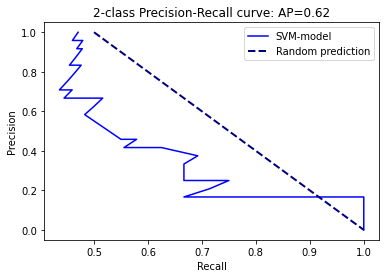 2-class Precision-Recall curve: AP=0.62
SVM-model
Random prediction
Precision
1.0
0.8
0.6
0.4
0.2
0.0
0.5 0.6 0.7 0.8 0.9 1.0
Recall